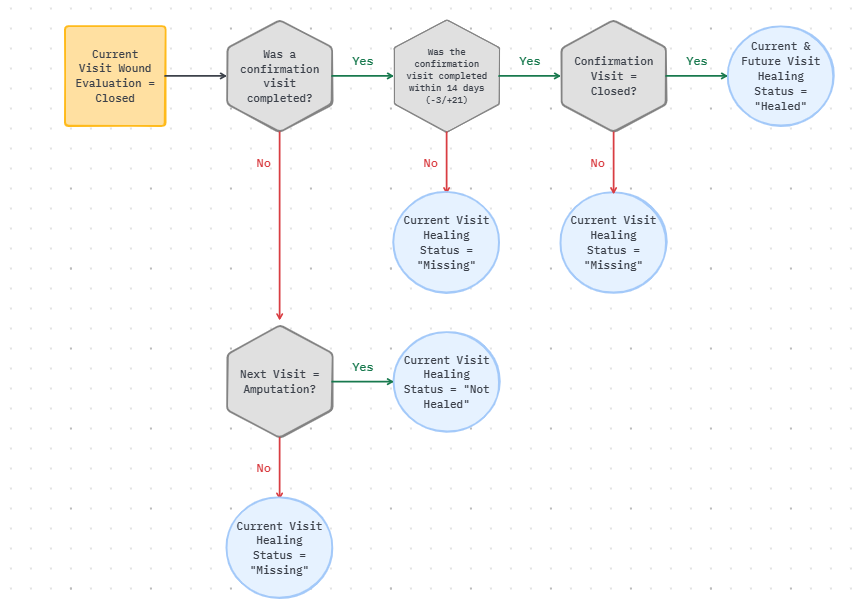 Current
Visit Wound
Evaluation =
Closed
Was a
confirmation
visit
completed?
Yes
Was the
confirmation
visit completed
within 14 days
(-3/+21)
Yes
Confirmation
Visit =
Closed?
Yes
Current &
Future Visit
Healing
Status =
"Healed"
No
No
No
Current Visit
Healing
Status =
"Missing"
Current Visit
Healing
Status =
"Missing"
Next Visit =
Amputation?
Yes
Current Visit
Healing
Status = "Not
Healed"
No
Current Visit
Healing
Status =
"Missing"